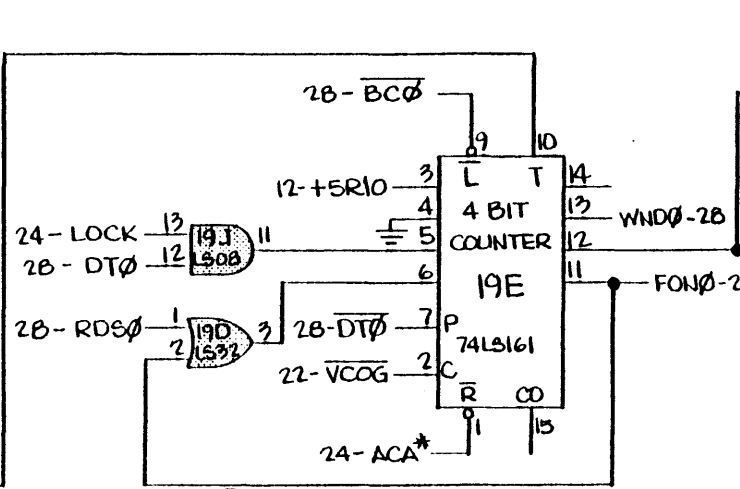 28-BCØ
9
10
12-+5R10
3
L
T
14
4
4 BIT
13
WNDØ-28
24-LOCK
13
19J
11
5
COUNTER
12
28-DTØ
12
LS08
6
19E
11
FONØ-2
28-RDSØ
1
19D
3
28-DTØ
7
P
2
LS32
74LS161
22-VCOG
2
C
R
CO
1
15
24-ACA*